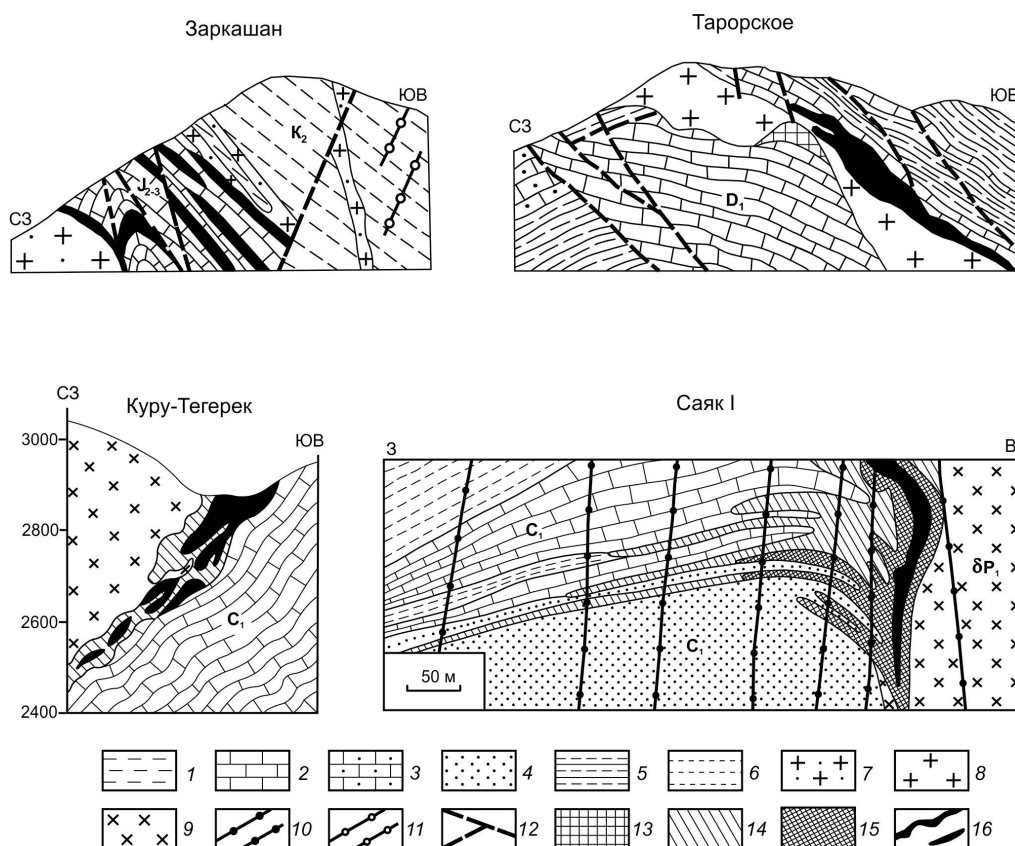 Заркашан
Тарорское
СЗ
ЮВ
K2
J2-3
СЗ
ЮВ
D1
Куру-Тегерек
Саяк I
СЗ
ЮВ
3000
2800
2600
2400
C1
З
В
C1
C1
δP1
50 м
1 2 3 4 5 6 7 8
9 10 11 12 13 14 15 16